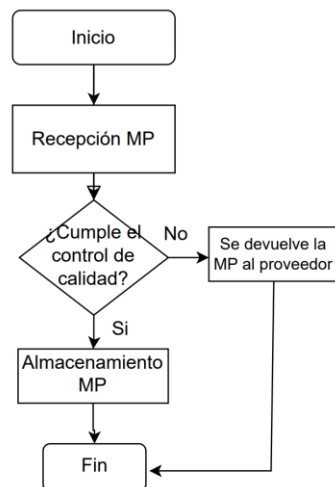 Inicio
Recepción MP
¿Cumple el
control de
calidad?
No
Se devuelve la
MP al proveedor
Si
Almacenamiento
MP
Fin